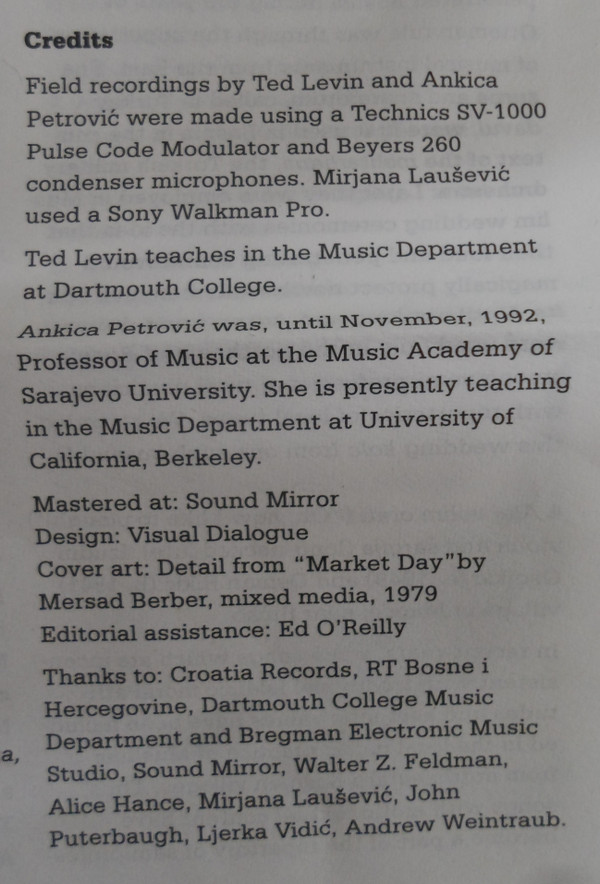 Credits
Field recordings by Ted Levin and Ankica
Petrović were made using a Technics SV-1000
Pulse Code Modulator and Beyers 260
condenser microphones. Mirjana Laušević
used a Sony Walkman Pro.
Ted Levin teaches in the Music Department
at Dartmouth College.
Ankica Petrović was, until November, 1992,
Professor of Music at the Music Academy of
Sarajevo University. She is presently teaching
in the Music Department at University of
California, Berkeley.
Mastered at: Sound Mirror
Design: Visual Dialogue
Cover art: Detail from “Market Day”by
Mersad Berber, mixed media, 1979
Editorial assistance: Ed O’Reilly
Thanks to: Croatia Records, RT Bosne i
Hercegovine, Dartmouth College Music
Department and Bregman Electronic Music
a,
Studio, Sound Mirror, Walter Z. Feldman,
Alice Hance, Mirjana Laušević, John
Puterbaugh, Ljerka Vidić, Andrew Weintraub.